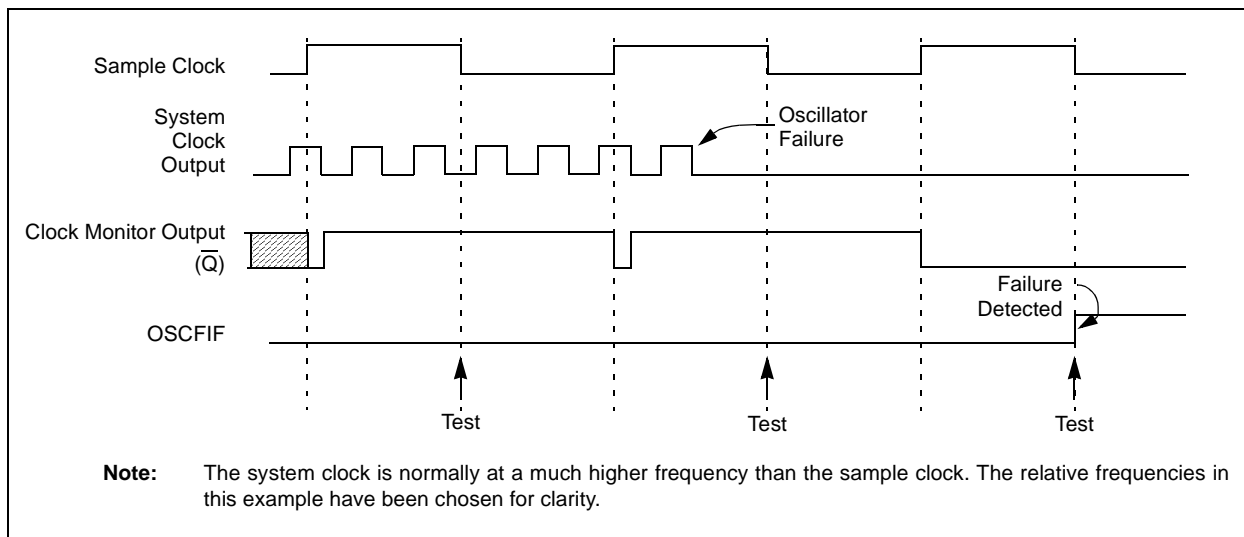 Sample Clock
System
Clock
Output
Oscillator
Failure
Clock Monitor Output
(Q̅)
Failure
Detected
OSCFIF
Test
Test
Test
Note: The system clock is normally at a much higher frequency than the sample clock. The relative frequencies in
this example have been chosen for clarity.